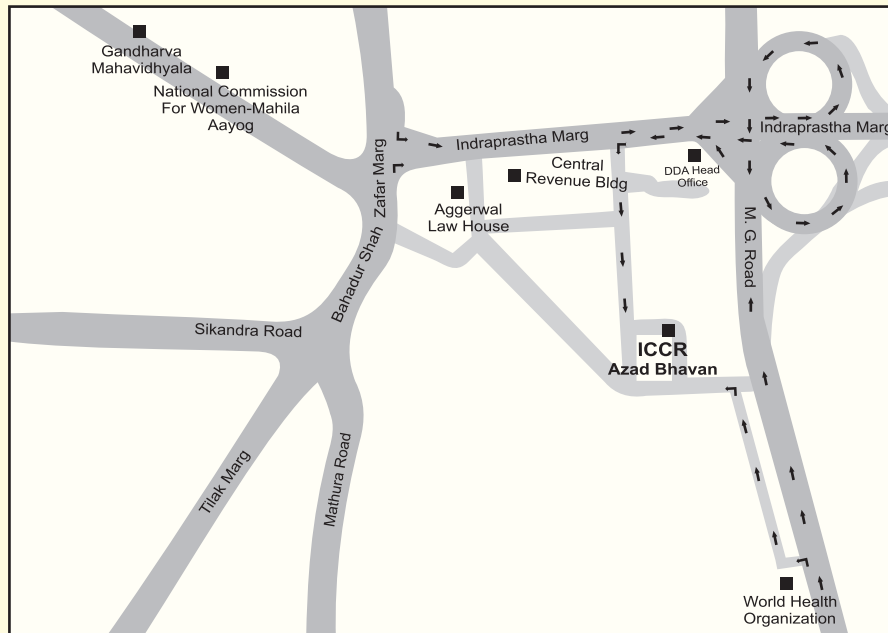 Gandharva
Mahavidhyala
National Commission
For Women-Mahila
Aayog
Bahadur Shah Zafar Marg
Indraprastha Marg
Indraprastha Marg
Central
Revenue Bldg
DDA Head
Office
Aggerwal
Law House
M. G. Road
Sikandra Road
ICCR
Azad Bhavan
Tilak Marg
Mathura Road
World Health
Organization